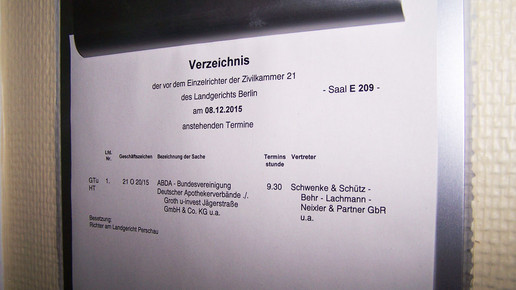 Verzeichnis
der vor dem Einzelrichter der Zivilkammer 21
des Landgerichts Berlin
- Saal E 209 -
am 08.12.2015
anstehenden Termine
Lfd. Nr. Geschäftszeichen Bezeichnung der Sache Termins stunde Vertreter
GTü HT 1. 21 O 20/15 ABDA - Bundesvereinigung 9.30 Schwenke & Schütz -
Deutscher Apothekerverbände ./. Behr - Lachmann -
Groth u-invest Jägerstraße Neixler & Partner GbR
GmbH & Co. KG u.a. u.a.
Besetzung:
Richter am Landgericht Perschau